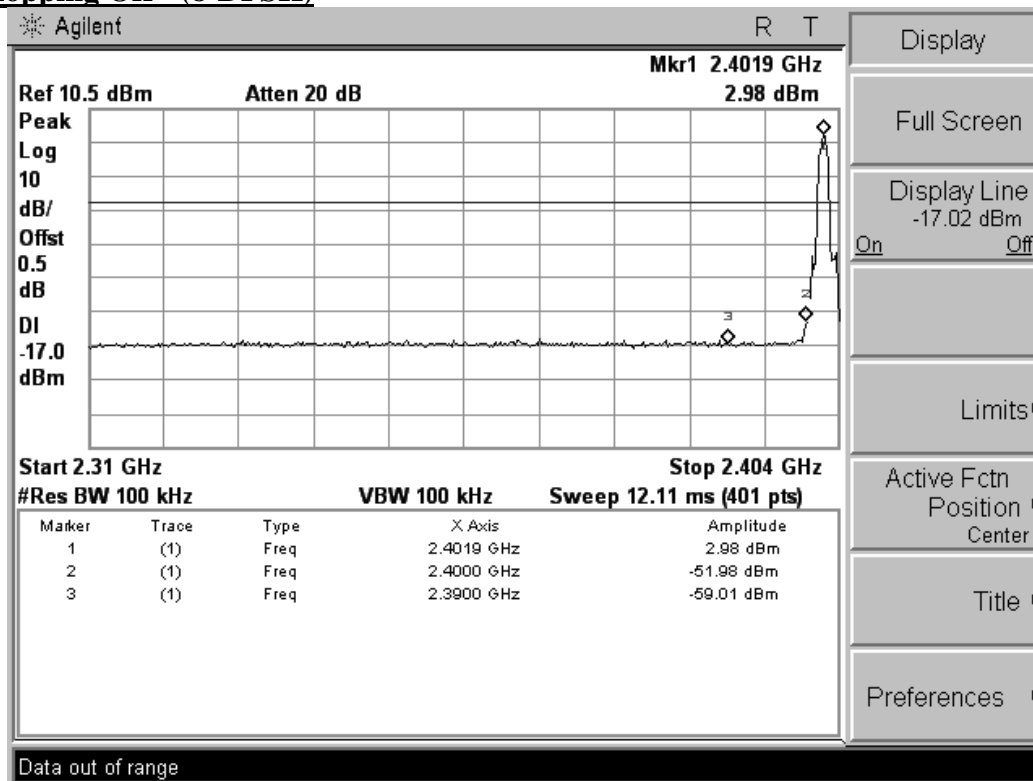 Agilent R T
Mkr1 2.4019 GHz
Ref 10.5 dBm Atten 20 dB 2.98 dBm
Peak
Log
10
dB/
Offst
0.5
dB
DI
-17.0
dBm
3
2
Start 2.31 GHz Stop 2.404 GHz
#Res BW 100 kHz VBW 100 kHz Sweep 12.11 ms (401 pts)
Marker Trace Type X Axis Amplitude
1 (1) Freq 2.4019 GHz 2.98 dBm
2 (1) Freq 2.4000 GHz -51.98 dBm
3 (1) Freq 2.3900 GHz -59.01 dBm
Data out of range
Display
Full Screen
Display Line
-17.02 dBm
On Off
Limits
Active Fctn
Position
Center
Title
Preferences